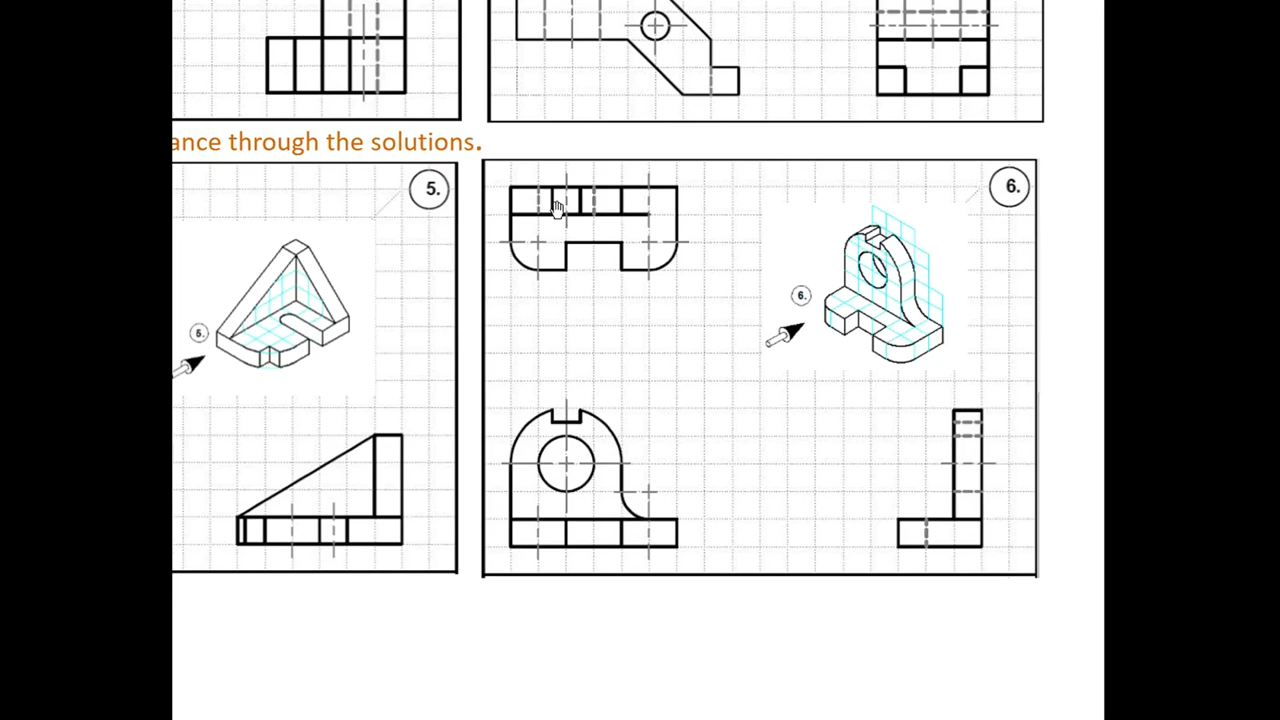 ance through the solutions.
5.
6.
6.
5.